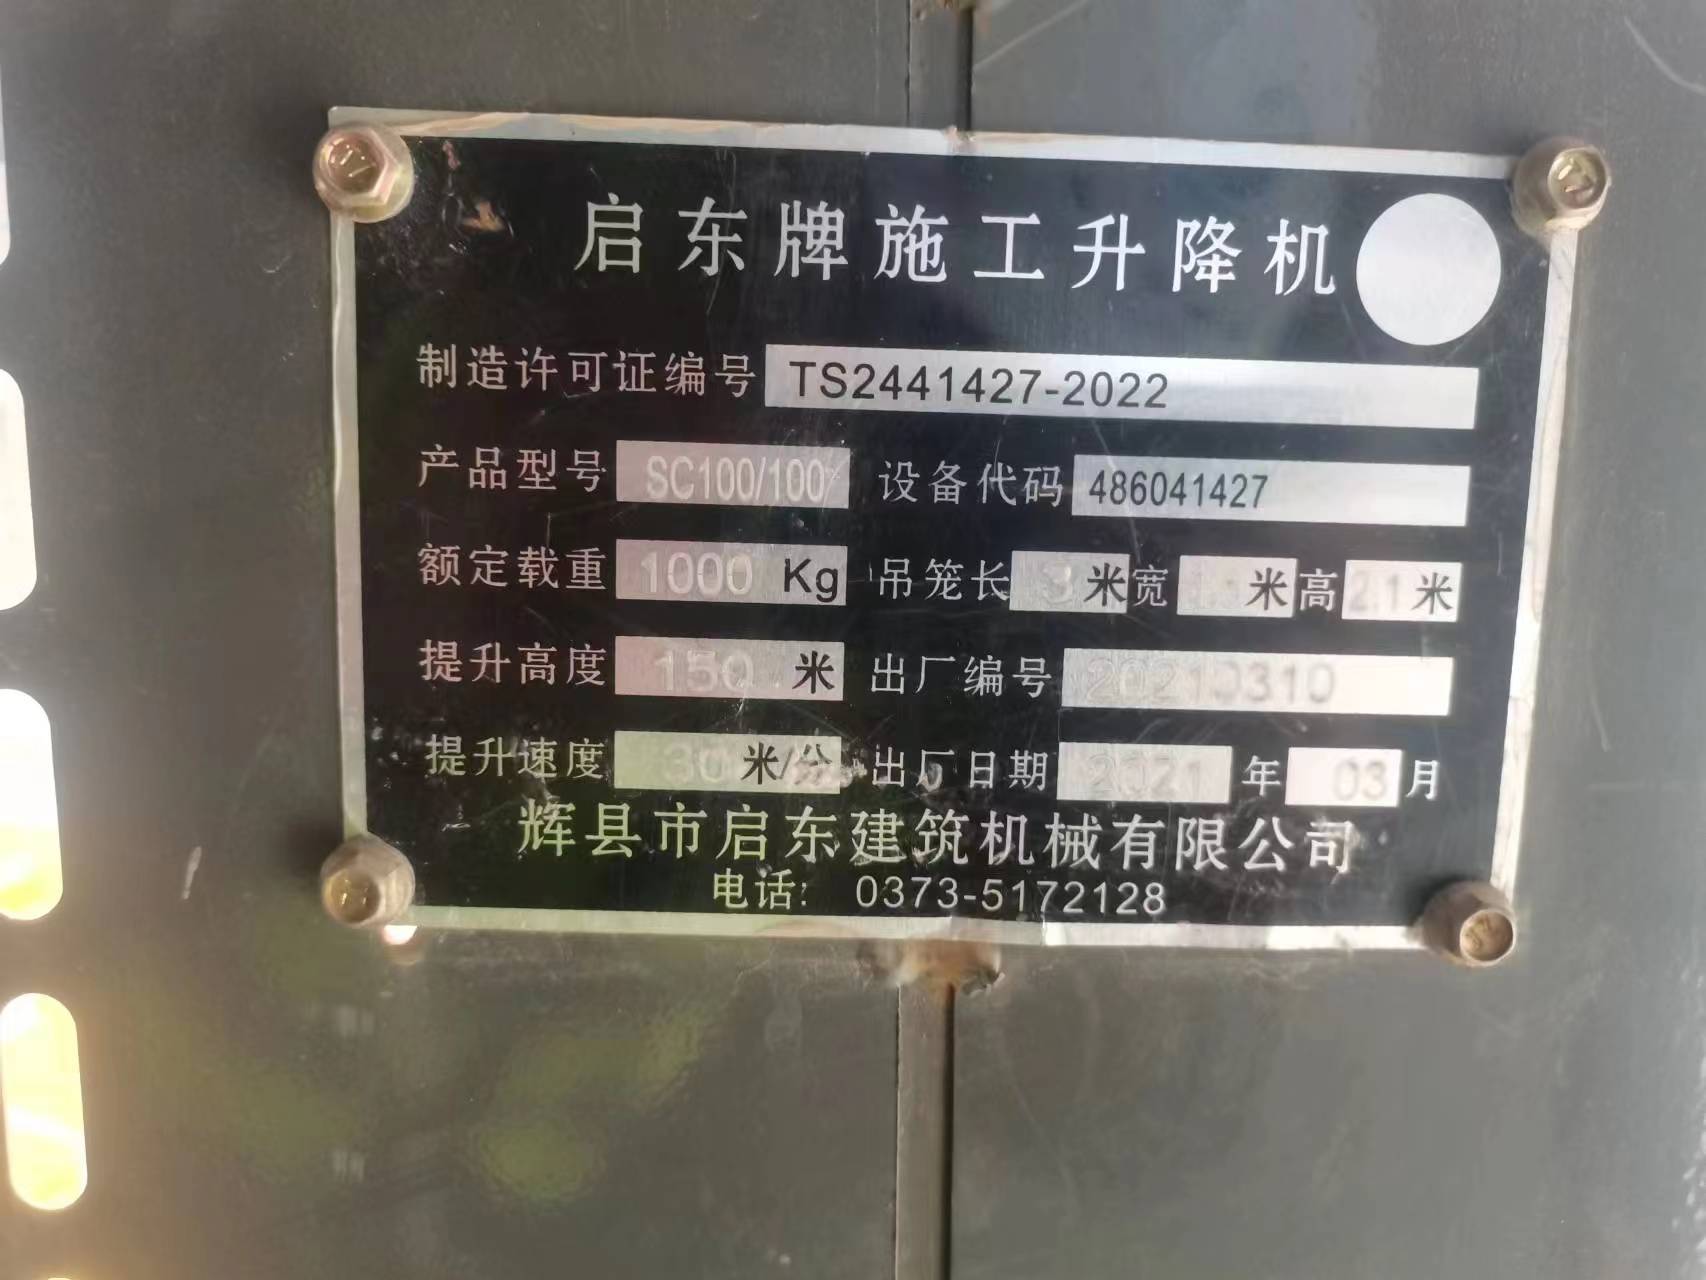 启东牌施工升降机
制造许可证编号 TS2441427-2022
产品型号 SC100/100 设备代码 486041427
额定载重 1000 Kg 吊笼长 3 米 宽 米 高 2.1 米
提升高度 150 米 出厂编号 20210310
提升速度 30 米/分 出厂日期 2021 年 03 月
辉县市启东建筑机械有限公司
电话: 0373-5172128